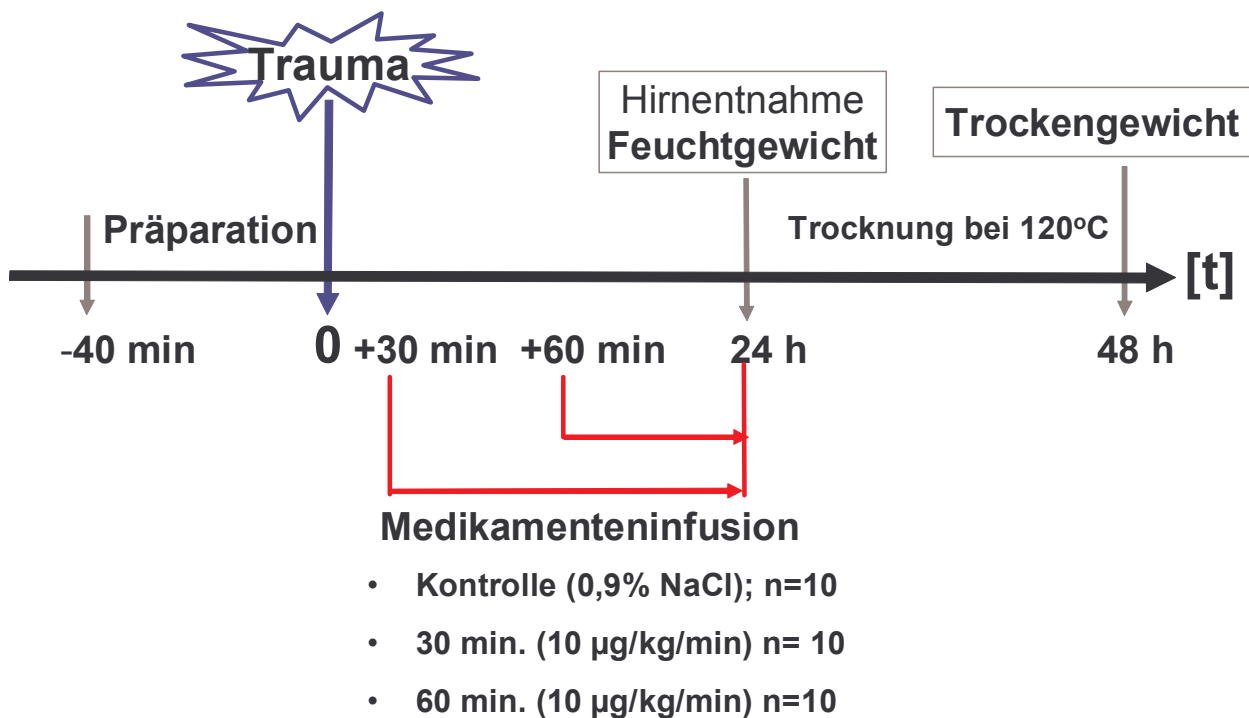 Trauma
Hirnentnahme
Feuchtgewicht
Trockengewicht
Präparation
Trocknung bei 120°C
[t]
-40 min
0
+30 min
+60 min
24 h
48 h
Medikamenteninfusion
• Kontrolle (0,9% NaCl); n=10
• 30 min. (10 µg/kg/min) n= 10
• 60 min. (10 µg/kg/min) n=10